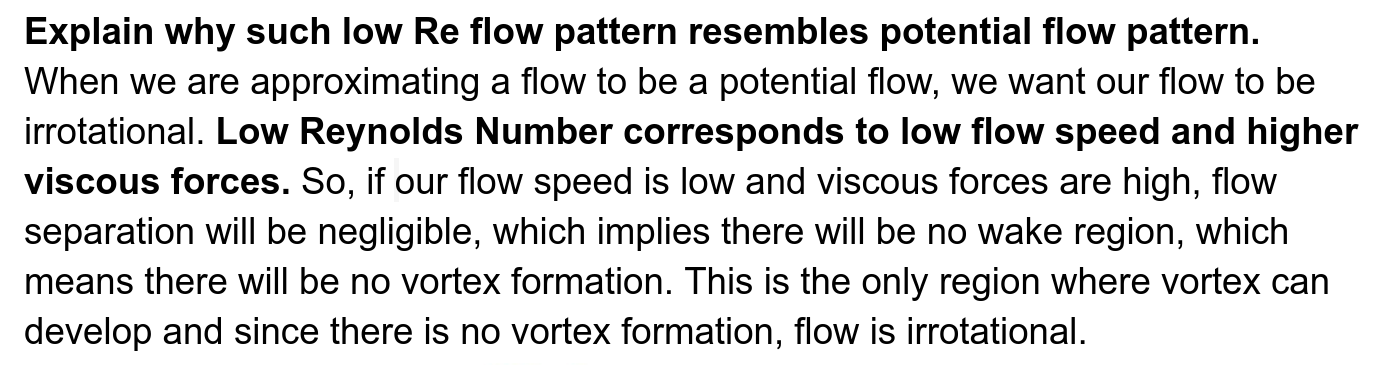 Explain why such low Re flow pattern resembles potential flow pattern.
When we are approximating a flow to be a potential flow, we want our flow to be
irrotational. Low Reynolds Number corresponds to low flow speed and higher
viscous forces. So, if our flow speed is low and viscous forces are high, flow
separation will be negligible, which implies there will be no wake region, which
means there will be no vortex formation. This is the only region where vortex can
develop and since there is no vortex formation, flow is irrotational.